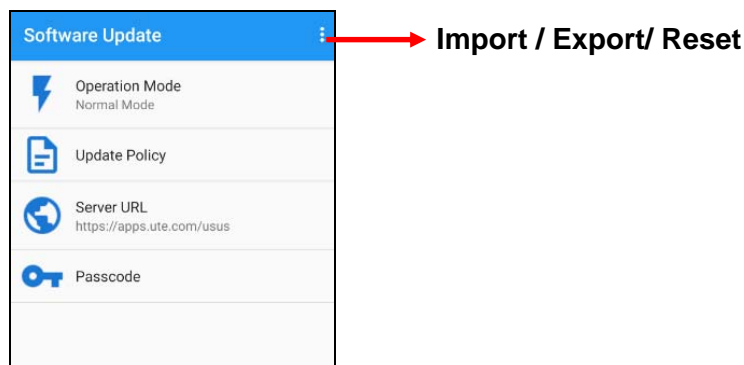 Software Update
Import / Export/ Reset
Operation Mode
Normal Mode
Update Policy
Server URL
https://apps.ute.com/usus
Passcode